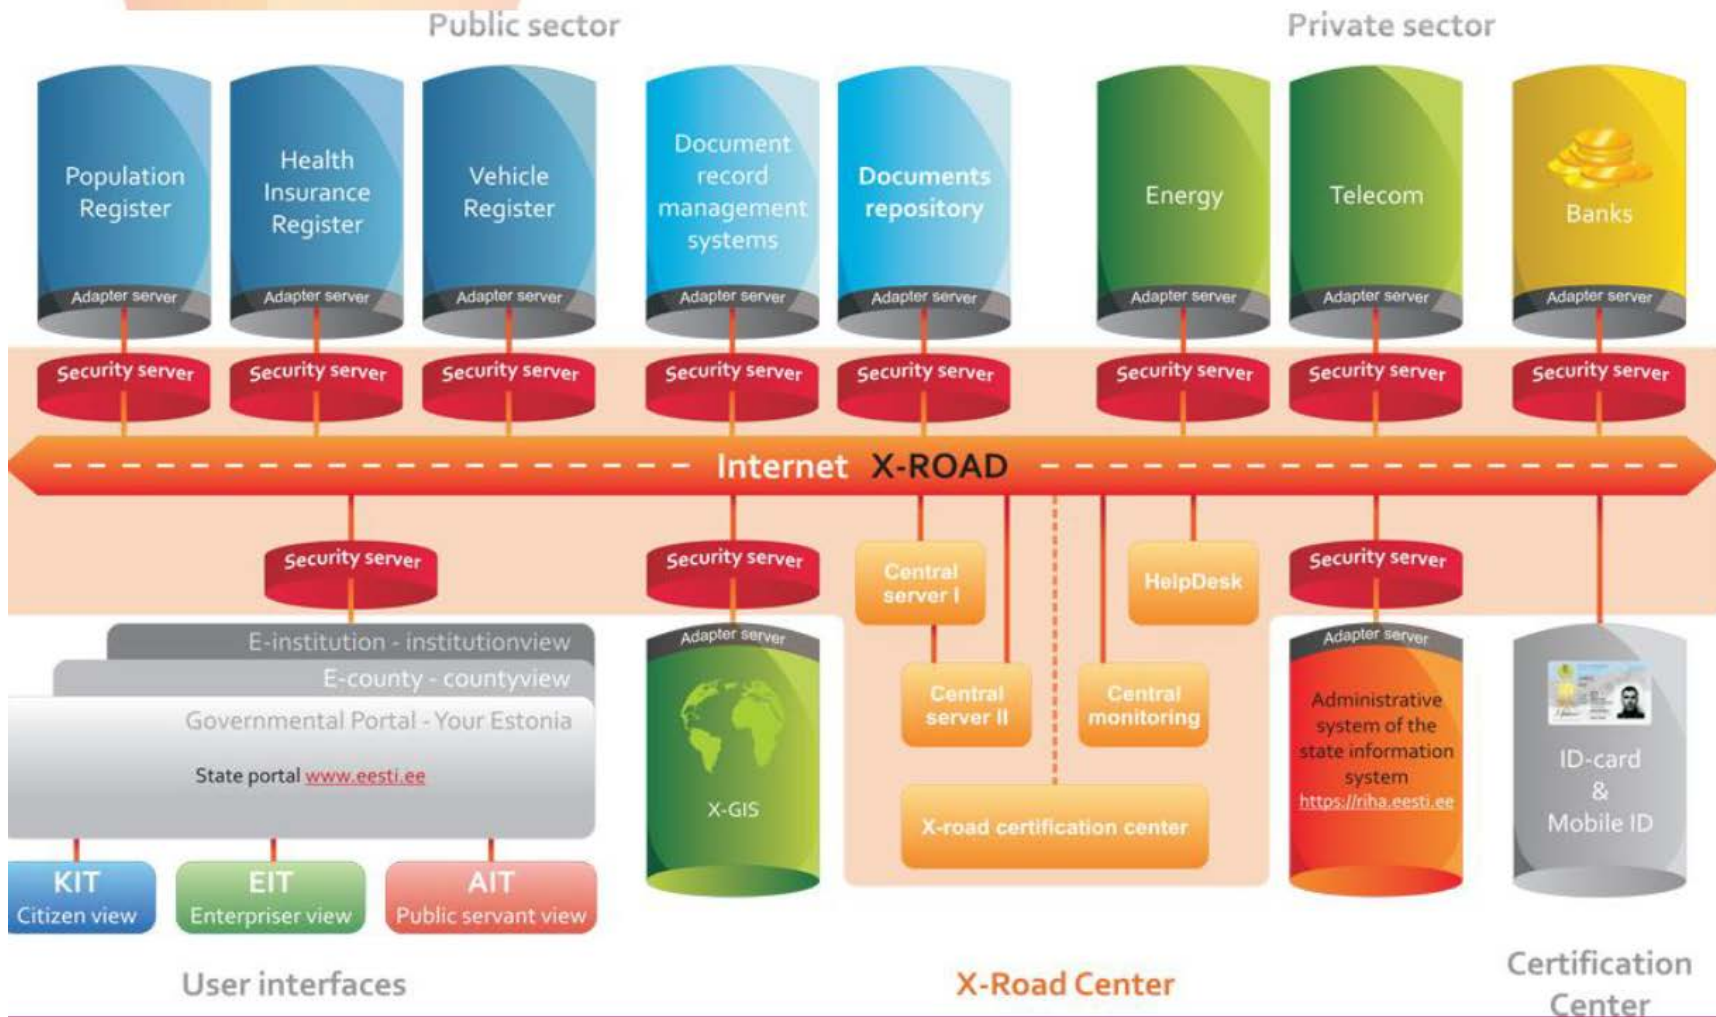 Public sector
Private sector
Population
Register
Adapter server
Health
Insurance
Register
Adapter server
Vehicle
Register
Adapter server
Document
record
management
systems
Adapter server
Documents
repository
Adapter server
Energy
Adapter server
Telecom
Adapter server
Banks
Adapter server
Security server
Security server
Security server
Security server
Security server
Security server
Security server
Security server
Internet X-ROAD
Security server
E-institution - institutionview
E-county - countyview
Governmental Portal - Your Estonia
State portal www.eesti.ee
KIT
Citizen view
EIT
Enterpriser view
AIT
Public servant view
User interfaces
Security server
Adapter server
X-GIS
Central
server I
HelpDesk
Central
server II
Central
monitoring
X-road certification center
X-Road Center
Security server
Adapter server
Administrative
system of the
state information
system
https://riha.eesti.ee
ID-card
&
Mobile ID
Certification
Center